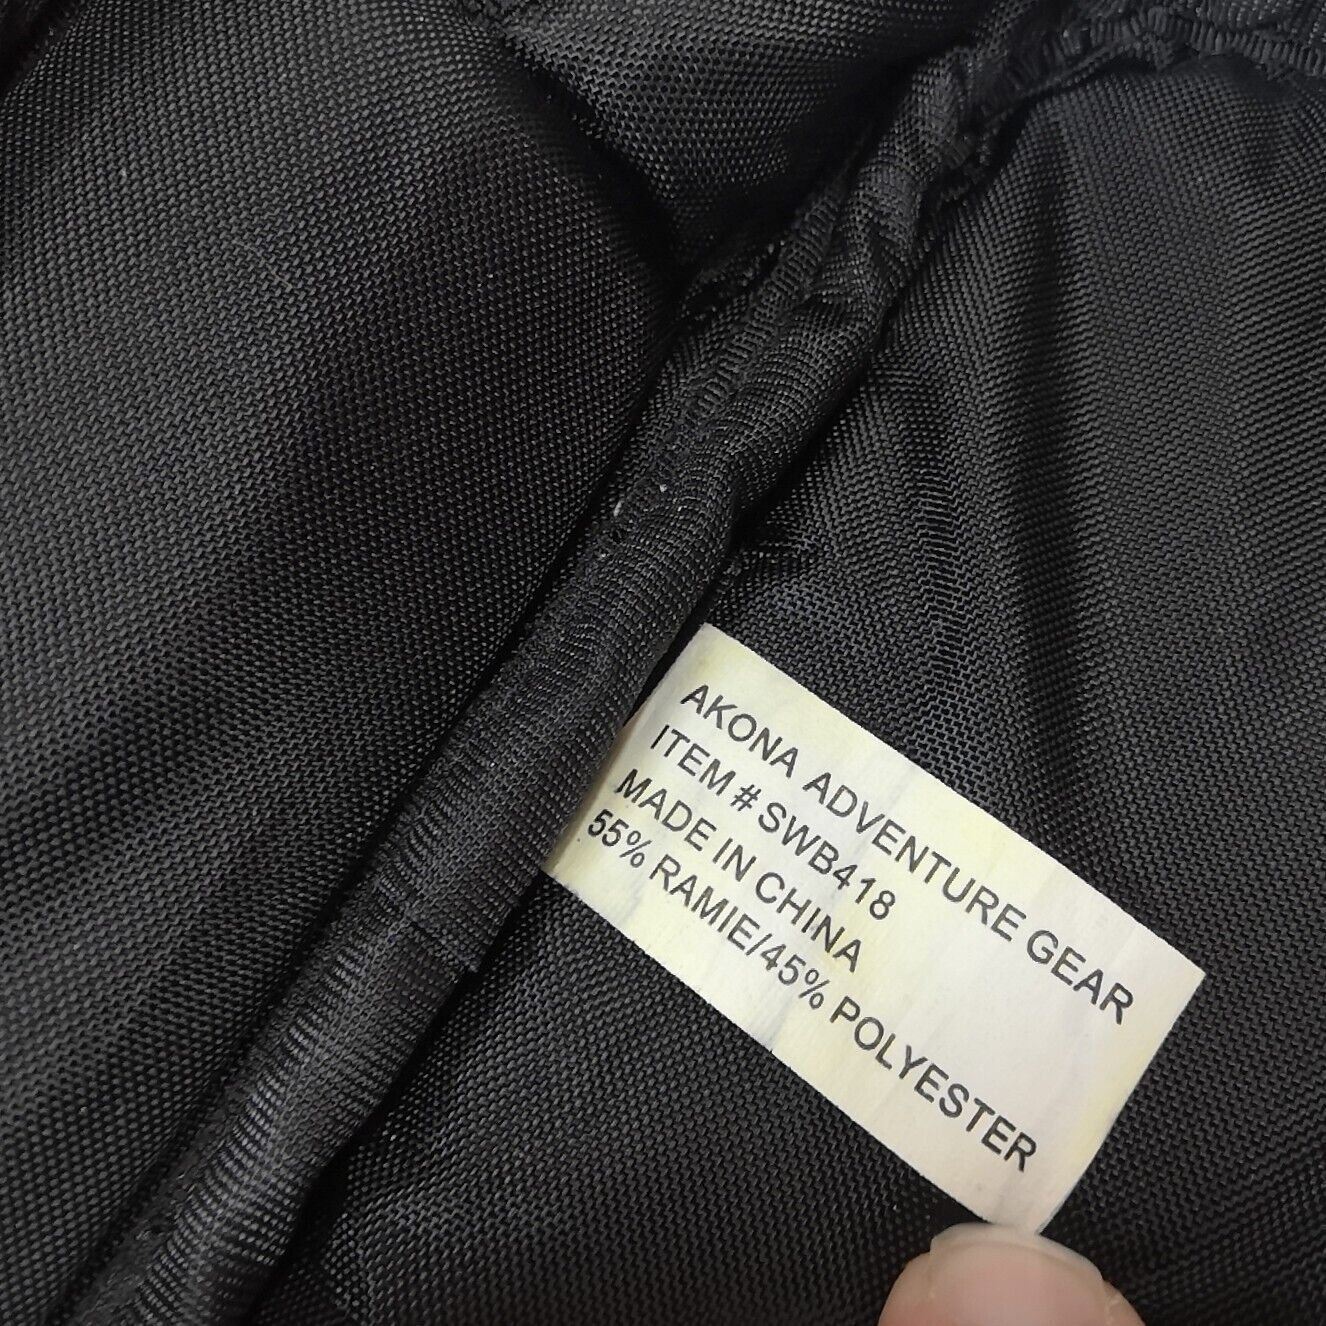 AKONA ADVENTURE GEAR
ITEM # SWB418
MADE IN CHINA
55% RAMIE/45% POLYESTER